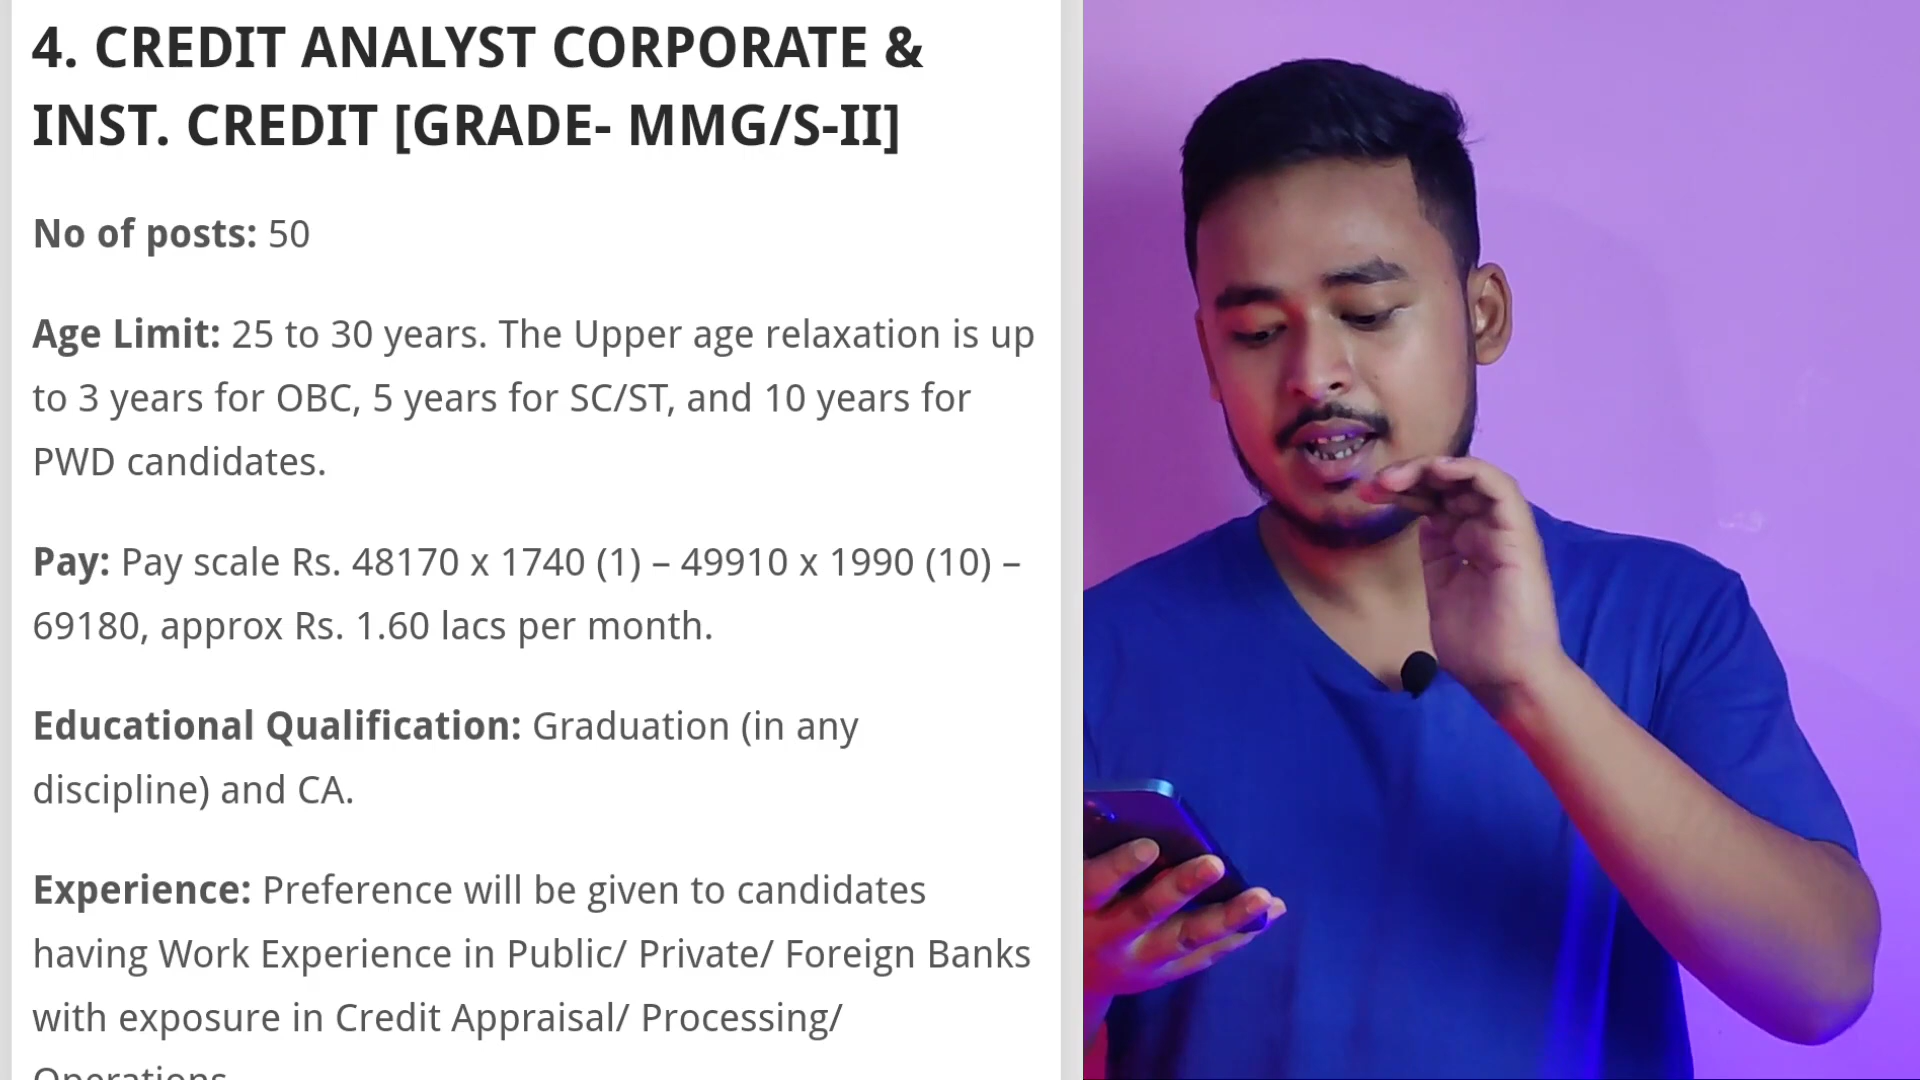 4. CREDIT ANALYST CORPORATE &
INST. CREDIT [GRADE- MMG/S-II]
No of posts: 50
Age Limit: 25 to 30 years. The Upper age relaxation is up
to 3 years for OBC, 5 years for SC/ST, and 10 years for
PWD candidates.
Pay: Pay scale Rs. 48170 x 1740 (1) – 49910 x 1990 (10) –
69180, approx Rs. 1.60 lacs per month.
Educational Qualification: Graduation (in any
discipline) and CA.
Experience: Preference will be given to candidates
having Work Experience in Public/ Private/ Foreign Banks
with exposure in Credit Appraisal/ Processing/
Operations